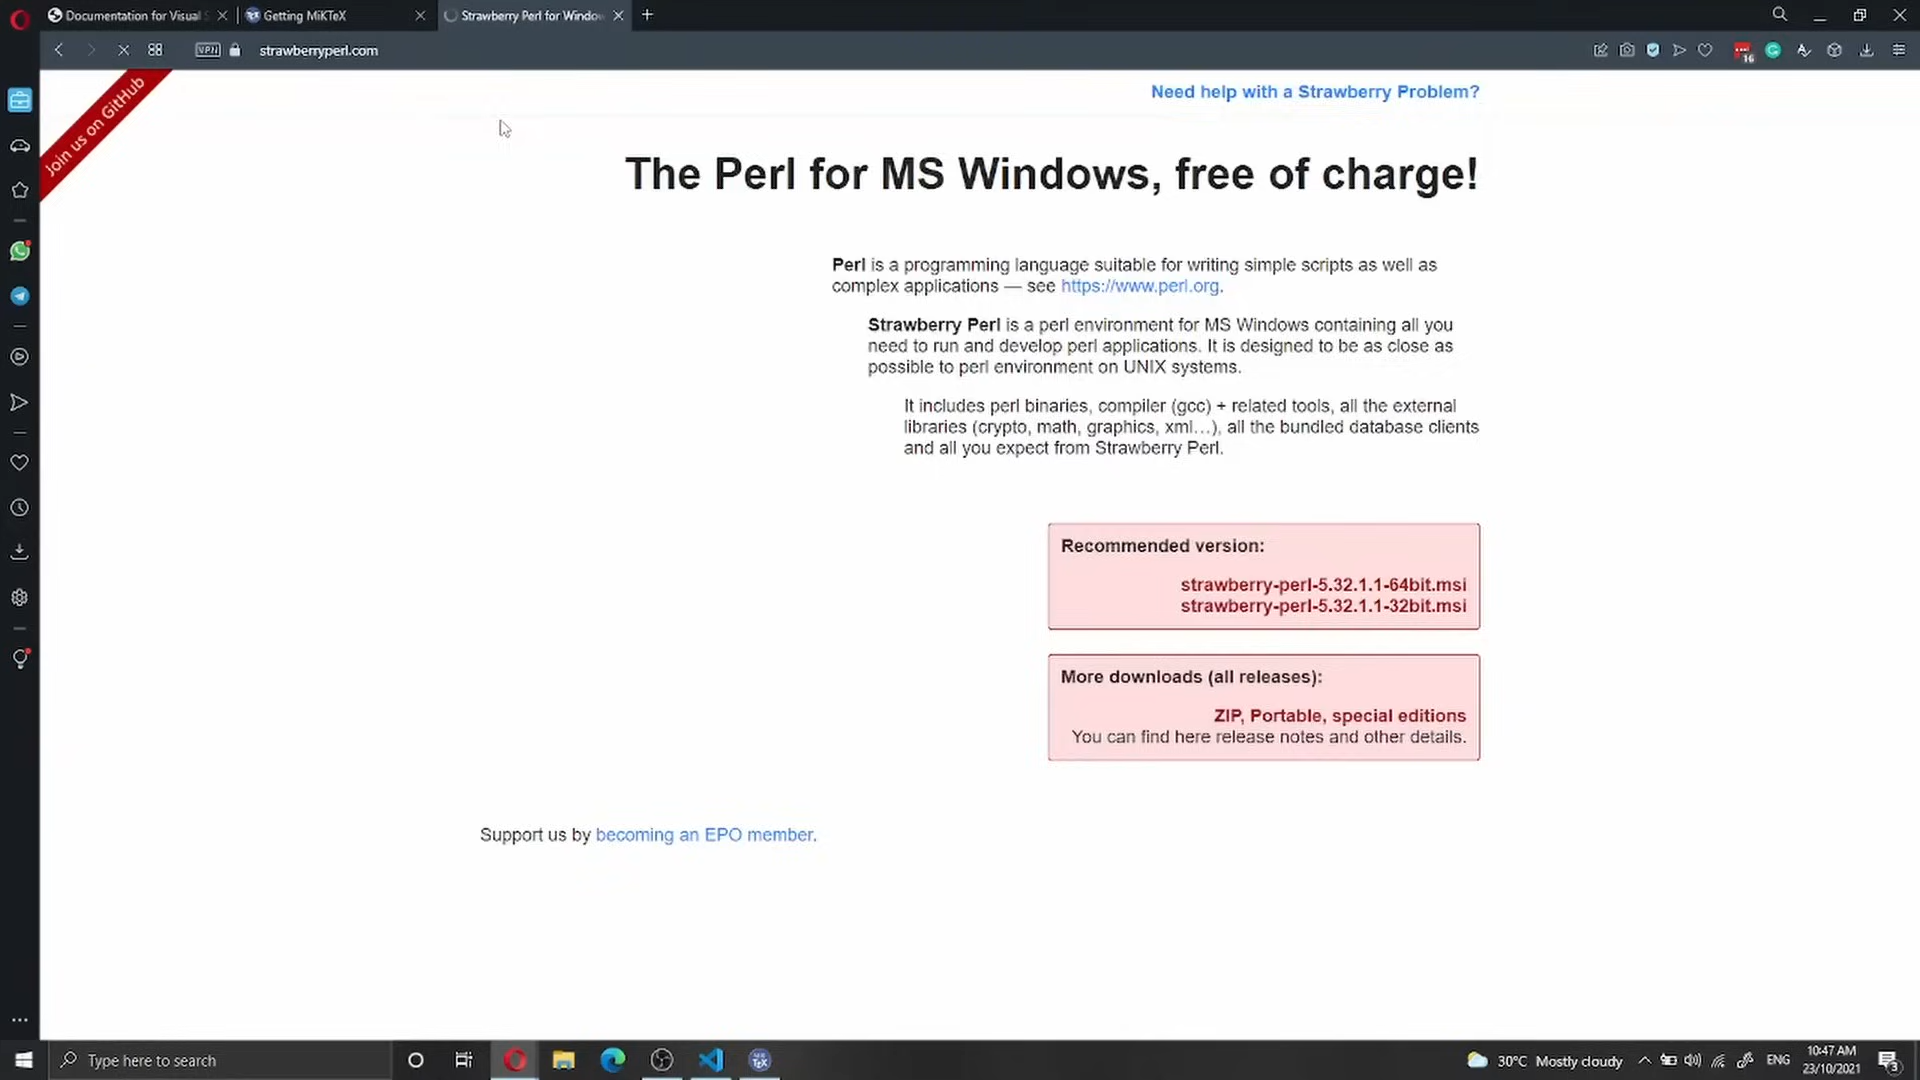 Documentation for Visual S
Getting MiKTeX
Strawberry Perl for Windo
VPN
strawberryperl.com
16
Join us on GitHub
Need help with a Strawberry Problem?
The Perl for MS Windows, free of charge!
Perl is a programming language suitable for writing simple scripts as well as
complex applications — see https://www.perl.org.
Strawberry Perl is a perl environment for MS Windows containing all you
need to run and develop perl applications. It is designed to be as close as
possible to perl environment on UNIX systems.
It includes perl binaries, compiler (gcc) + related tools, all the external
libraries (crypto, math, graphics, xml…), all the bundled database clients
and all you expect from Strawberry Perl.
Recommended version:
strawberry-perl-5.32.1.1-64bit.msi
strawberry-perl-5.32.1.1-32bit.msi
More downloads (all releases):
ZIP, Portable, special editions
You can find here release notes and other details.
Support us by becoming an EPO member.
Type here to search
30°C Mostly cloudy
ENG
10:47 AM
23/10/2021
3